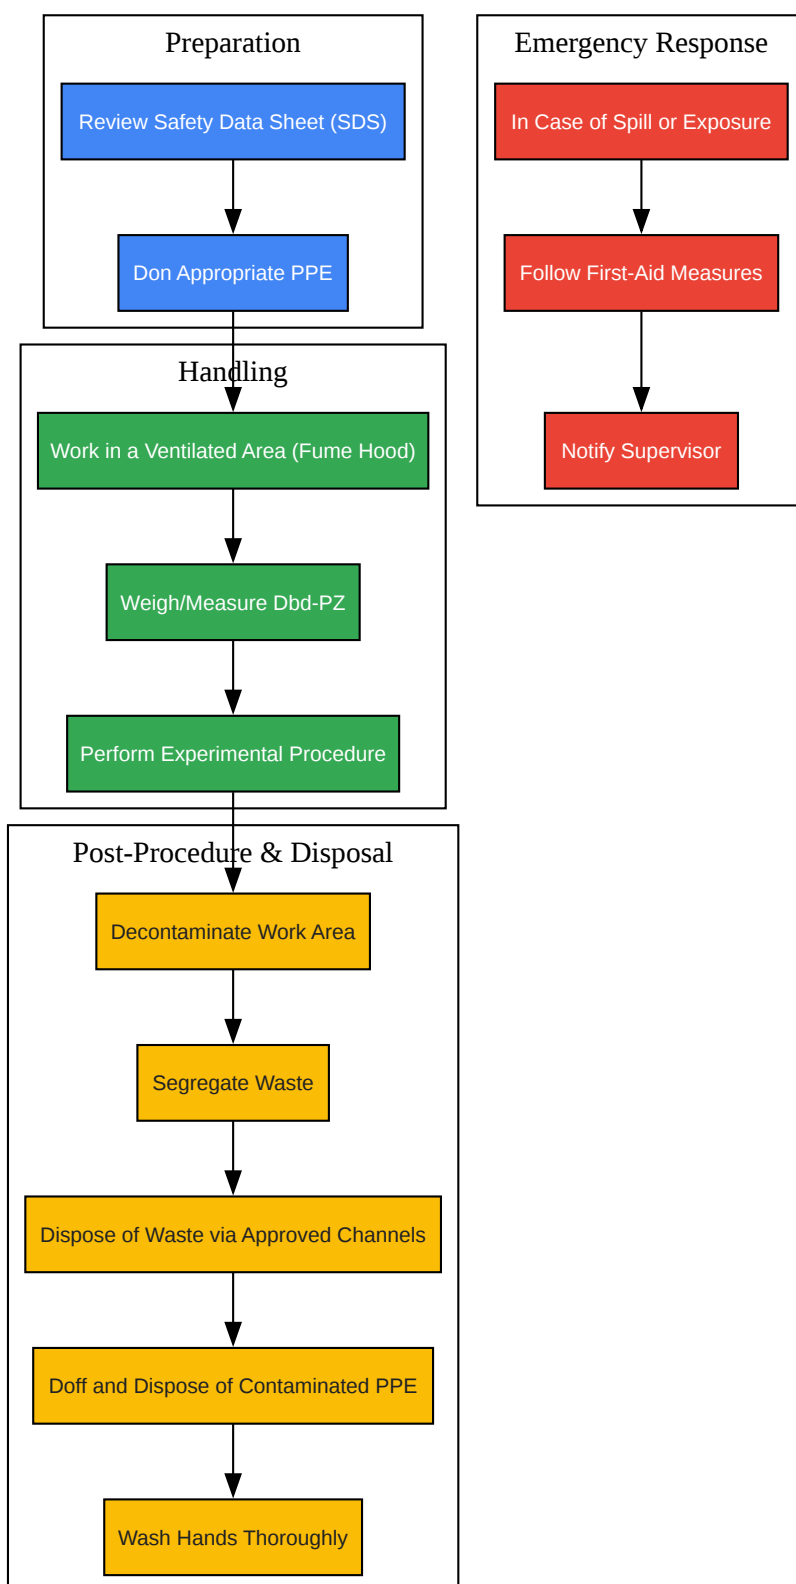 Preparation
Review Safety Data Sheet (SDS)
Don Appropriate PPE
Handling
Work in a Ventilated Area (Fume Hood)
Weigh/Measure Dbd-PZ
Perform Experimental Procedure
Post-Procedure & Disposal
Decontaminate Work Area
Segregate Waste
Dispose of Waste via Approved Channels
Doff and Dispose of Contaminated PPE
Wash Hands Thoroughly
Emergency Response
In Case of Spill or Exposure
Follow First-Aid Measures
Notify Supervisor